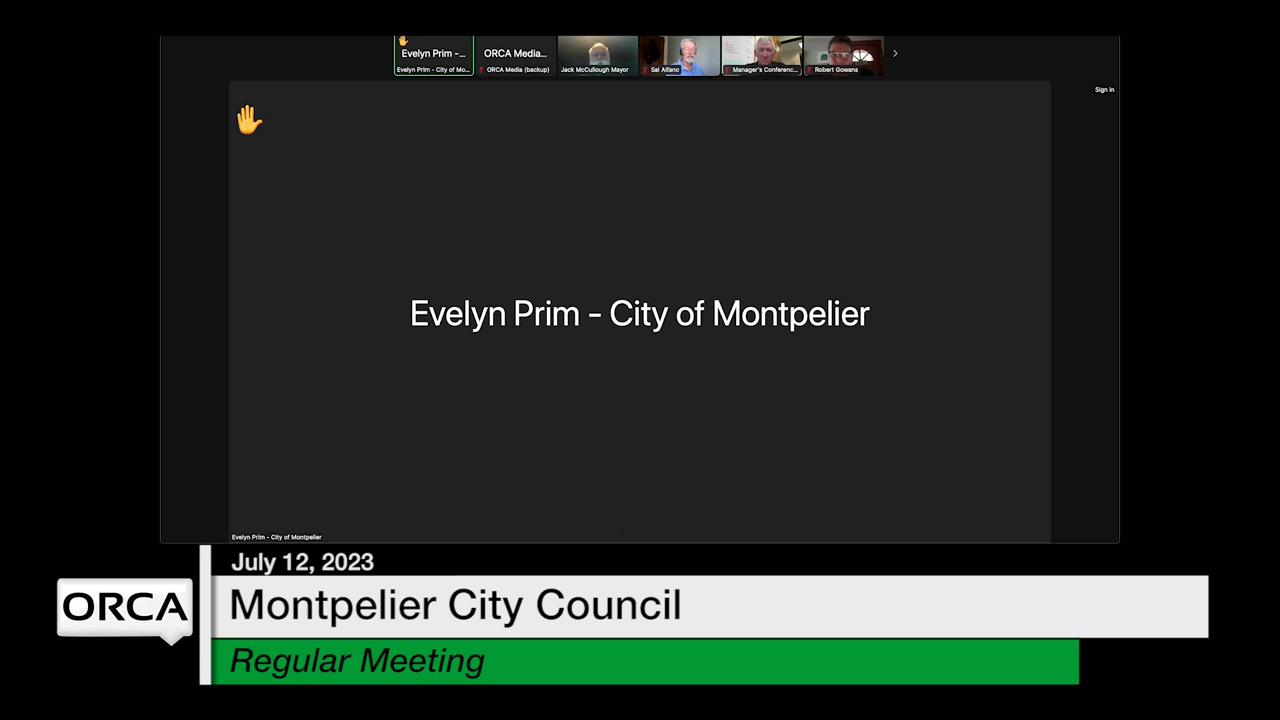 Evelyn Prim -...
ORCA Media...
Evelyn Prim - City of Mo...
ORCA Media (backup)
Jack McCullough Mayor
Sal Alfano
Manager's Conferenc...
Robert Gowans
Sign in
Evelyn Prim - City of Montpelier
Evelyn Prim - City of Montpelier
July 12, 2023
ORCA
Montpelier City Council
Regular Meeting